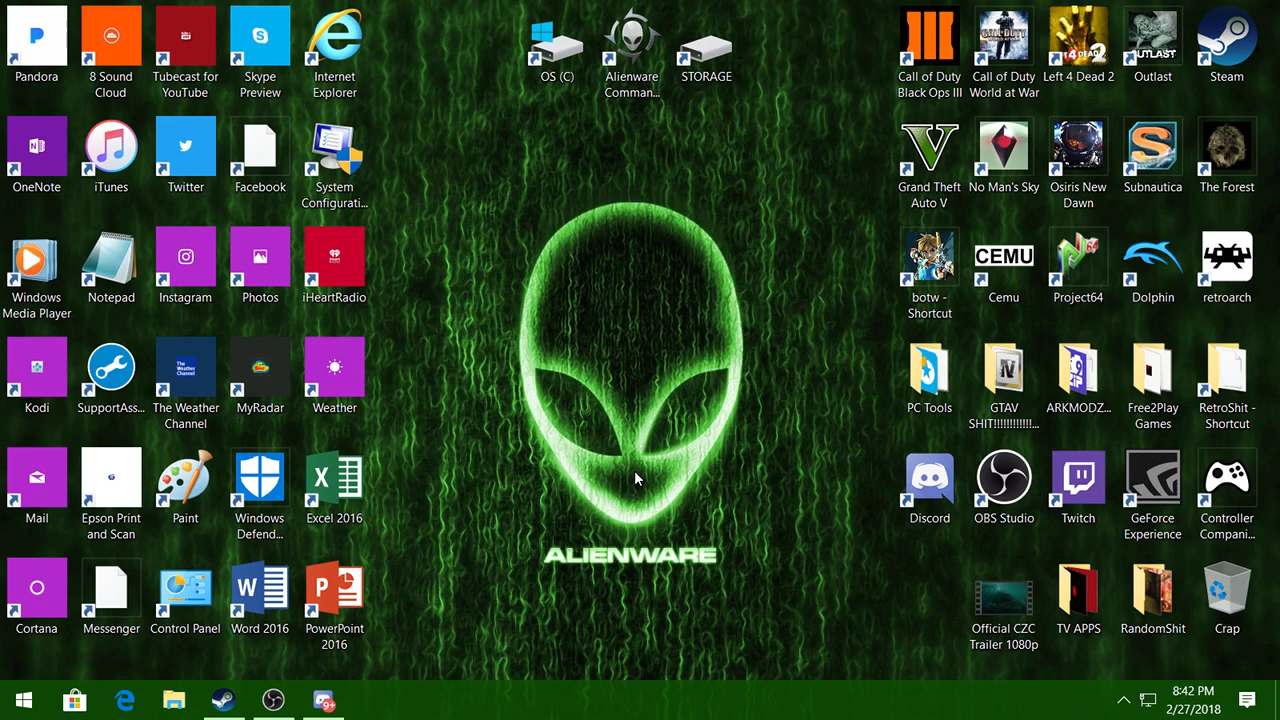 Pandora
8 Sound
Cloud
Tubecast for
YouTube
Skype
Preview
Internet
Explorer
OS (C)
Alienware
Comman...
STORAGE
Call of Duty
Black Ops III
Call of Duty
World at War
Left 4 Dead 2
OUTLAST
Outlast
Steam
OneNote
iTunes
Twitter
Facebook
System
Configurati...
Grand Theft
Auto V
No Man's Sky
Osiris New
Dawn
Subnautica
The Forest
Windows
Media Player
Notepad
Instagram
Photos
iHeartRadio
botw -
Shortcut
CEMU
Cemu
Project64
Dolphin
retroarch
Kodi
SupportAss...
The
Weather
Channel
The Weather
Channel
MyRadar
Weather
PC Tools
GTAV
SHIT!!!!!!!!!!!!...
ARKMODZ...
Free2Play
Games
RetroShit -
Shortcut
Mail
Epson Print
and Scan
Paint
Windows
Defend...
Excel 2016
Discord
OBS Studio
Twitch
GeForce
Experience
Controller
Compani...
ALIENWARE
Cortana
Messenger
Control Panel
Word 2016
PowerPoint
2016
Official CZC
Trailer 1080p
TV APPS
RandomShit
Crap
9+
8:42 PM
2/27/2018